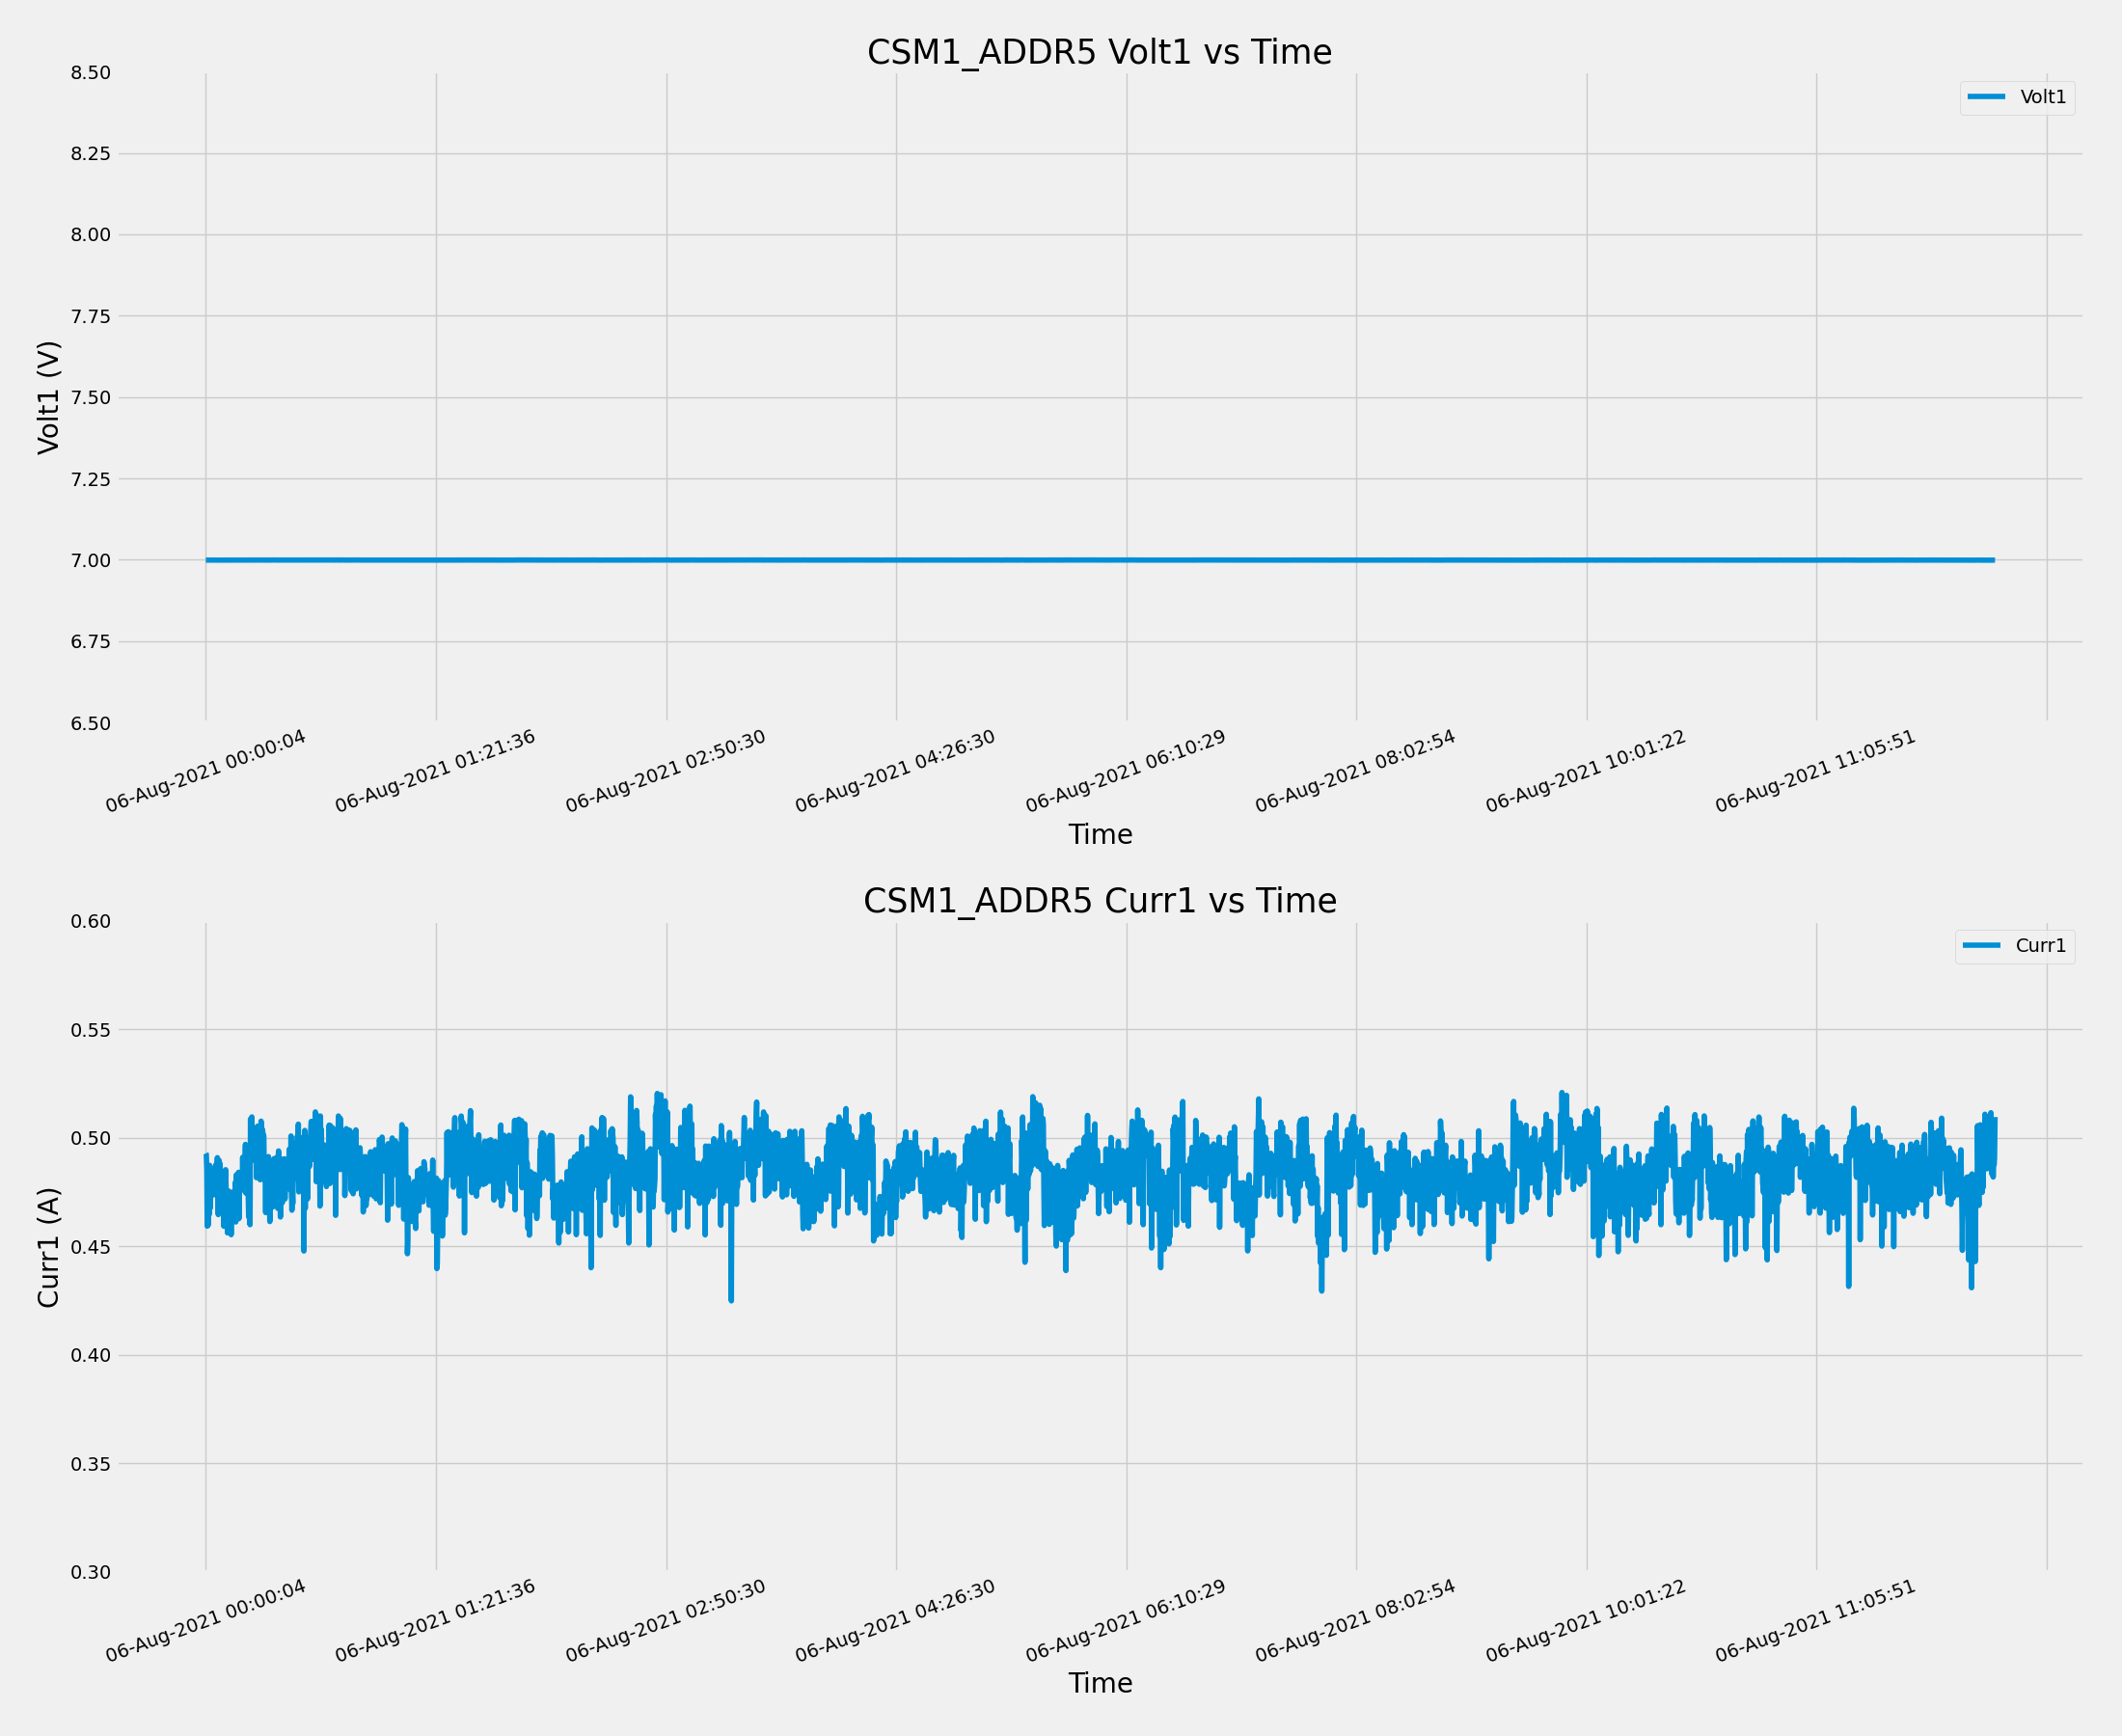 CSM1_ADDR5 Volt1 vs Time
8.50
8.25
8.00
7.75
7.50
7.25
7.00
6.75
6.50
Volt1 (V)
Volt1
06-Aug-2021 00:00:04
06-Aug-2021 01:21:36
06-Aug-2021 02:50:30
06-Aug-2021 04:26:30
06-Aug-2021 06:10:29
06-Aug-2021 08:02:54
06-Aug-2021 10:01:22
06-Aug-2021 11:05:51
Time
CSM1_ADDR5 Curr1 vs Time
0.60
0.55
0.50
0.45
0.40
0.35
0.30
Curr1 (A)
Curr1
06-Aug-2021 00:00:04
06-Aug-2021 01:21:36
06-Aug-2021 02:50:30
06-Aug-2021 04:26:30
06-Aug-2021 06:10:29
06-Aug-2021 08:02:54
06-Aug-2021 10:01:22
06-Aug-2021 11:05:51
Time